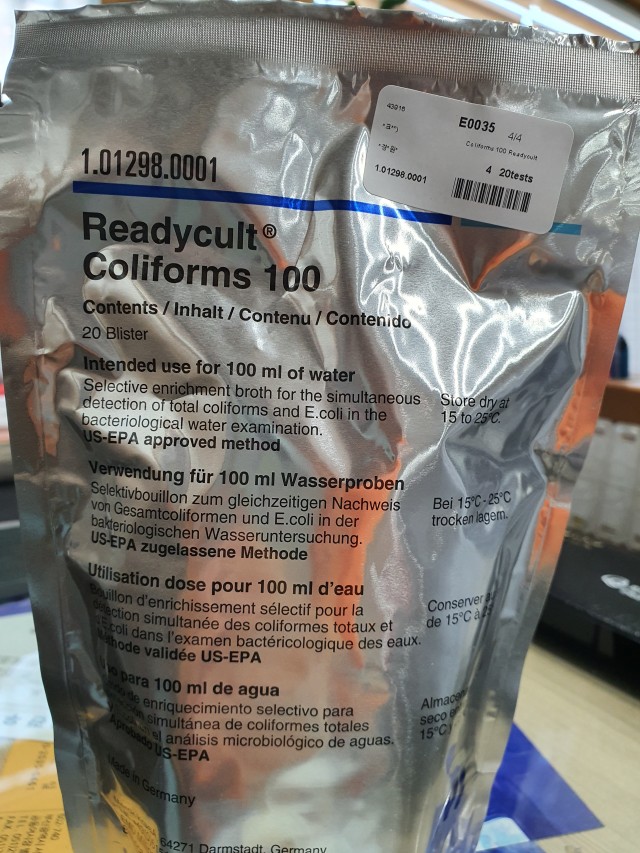 43016
E0035
4/4
Coliforms 100 Readycult
1.01298.0001
4 20tests
1.01298.0001
Readycult®
Coliforms 100
Contents / Inhalt / Contenu / Contenido
20 Blister
Intended use for 100 ml of water
Selective enrichment broth for the simultaneous
detection of total coliforms and E.coli in the
bacteriological water examination.
US-EPA approved method
Store dry at
15 to 25°C.
Verwendung für 100 ml Wasserproben
Selektivbouillon zum gleichzeitigen Nachweis
von Gesamtcoliformen und E.coli in der
bakteriologischen Wasseruntersuchung.
US-EPA zugelassene Methode
Bei 15°C-25°C
trocken lagern.
Utilisation dose pour 100 ml d'eau
d'enrichissement sélectif pour la
simultanée des coliformes totaux et
dans l'examen bactéricologique des eaux.
validée US-EPA
Conserver
de 15°C à
para 100 ml de agua
de enriquecimiento selectivo para
simultánea de coliformes totales
análisis microbiológico de aguas.
US-EPA
seco
15°C
Made in Germany
64271 Darmstadt, Germany